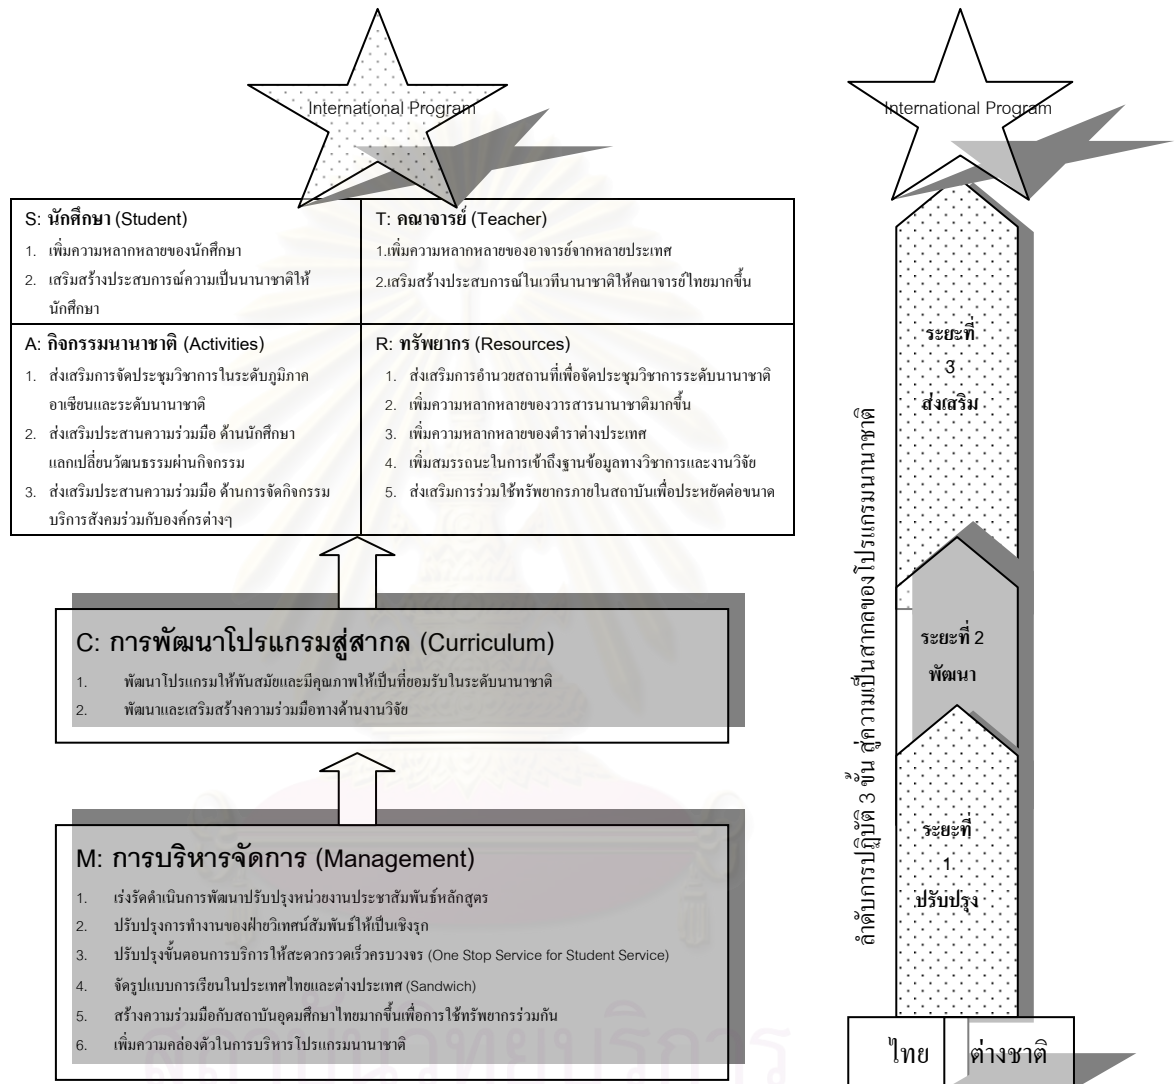 International Program
S: นักศึกษา (Student)
1. เพิ่มความหลากหลายของนักศึกษา
2. เสริมสร้างประสบการณ์ความเป็นนานาชาติให้
นักศึกษา
T: คณาจารย์ (Teacher)
1.เพิ่มความหลากหลายของอาจารย์จากหลายประเทศ
2.เสริมสร้างประสบการณ์ในเวทีนานาชาติให้คณาจารย์ไทยมากขึ้น
A: กิจกรรมนานาชาติ (Activities)
1. ส่งเสริมการจัดประชุมวิชาการในระดับภูมิภาค
อาเซียนและระดับนานาชาติ
2. ส่งเสริมประสานความร่วมมือ ด้านนักศึกษา
แลกเปลี่ยนวัฒนธรรมผ่านกิจกรรม
3. ส่งเสริมประสานความร่วมมือ ด้านการจัดกิจกรรม
บริการสังคมร่วมกับองค์กรต่างๆ
R: ทรัพยากร (Resources)
1. ส่งเสริมการอำนวยสถานที่เพื่อจัดประชุมวิชาการระดับนานาชาติ
2. เพิ่มความหลากหลายของวารสารนานาชาติมากขึ้น
3. เพิ่มความหลากหลายของตำราต่างประเทศ
4. เพิ่มสมรรถนะในการเข้าถึงฐานข้อมูลทางวิชาการและงานวิจัย
5. ส่งเสริมการร่วมใช้ทรัพยากรภายในสถาบันเพื่อประหยัดต่อขนาด
C: การพัฒนาโปรแกรมสู่สากล (Curriculum)
1. พัฒนาโปรแกรมให้ทันสมัยและมีคุณภาพให้เป็นที่ยอมรับในระดับนานาชาติ
2. พัฒนาและเสริมสร้างความร่วมมือทางด้านงานวิจัย
M: การบริหารจัดการ (Management)
1. เร่งรัดดำเนินการพัฒนาปรับปรุงหน่วยงานประชาสัมพันธ์หลักสูตร
2. ปรับปรุงการทำงานของฝ่ายวิเทศน์สัมพันธ์ให้เป็นเชิงรุก
3. ปรับปรุงขั้นตอนการบริการให้สะดวกรวดเร็วครบวงจร (One Stop Service for Student Service)
4. จัดรูปแบบการเรียนในประเทศไทยและต่างประเทศ (Sandwich)
5. สร้างความร่วมมือกับสถาบันอุดมศึกษาไทยมากขึ้นเพื่อการใช้ทรัพยากรร่วมกัน
6. เพิ่มความคล่องตัวในการบริหารโปรแกรมนานาชาติ
สถาบันวิทยบริการ
International Program
ลำดับการปฏิบัติ 3 ขั้น สู่ความเป็นสากลของโปรแกรมนานาชาติ
ระยะที่
3
ส่งเสริม
ระยะที่ 2
พัฒนา
ระยะที่
1
ปรับปรุง
ไทย
ต่างชาติ